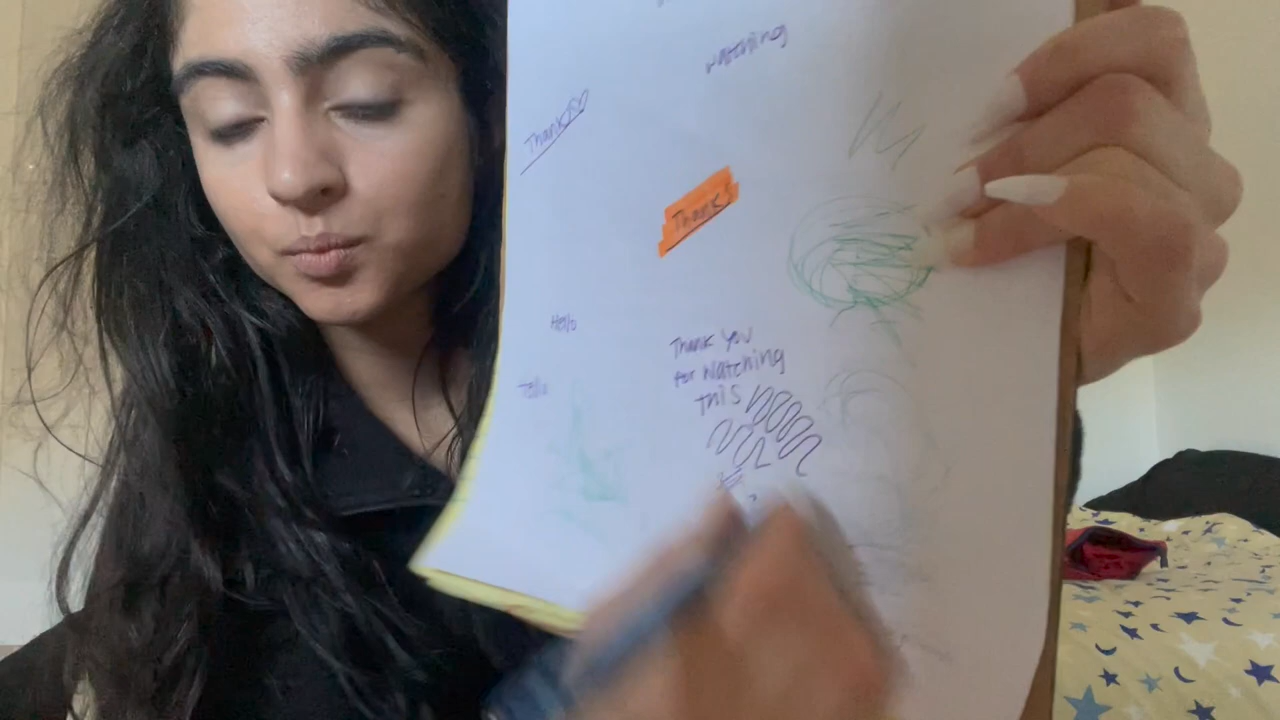 watching
Thanks
Thanks
Hello
Thank you
for watching
This